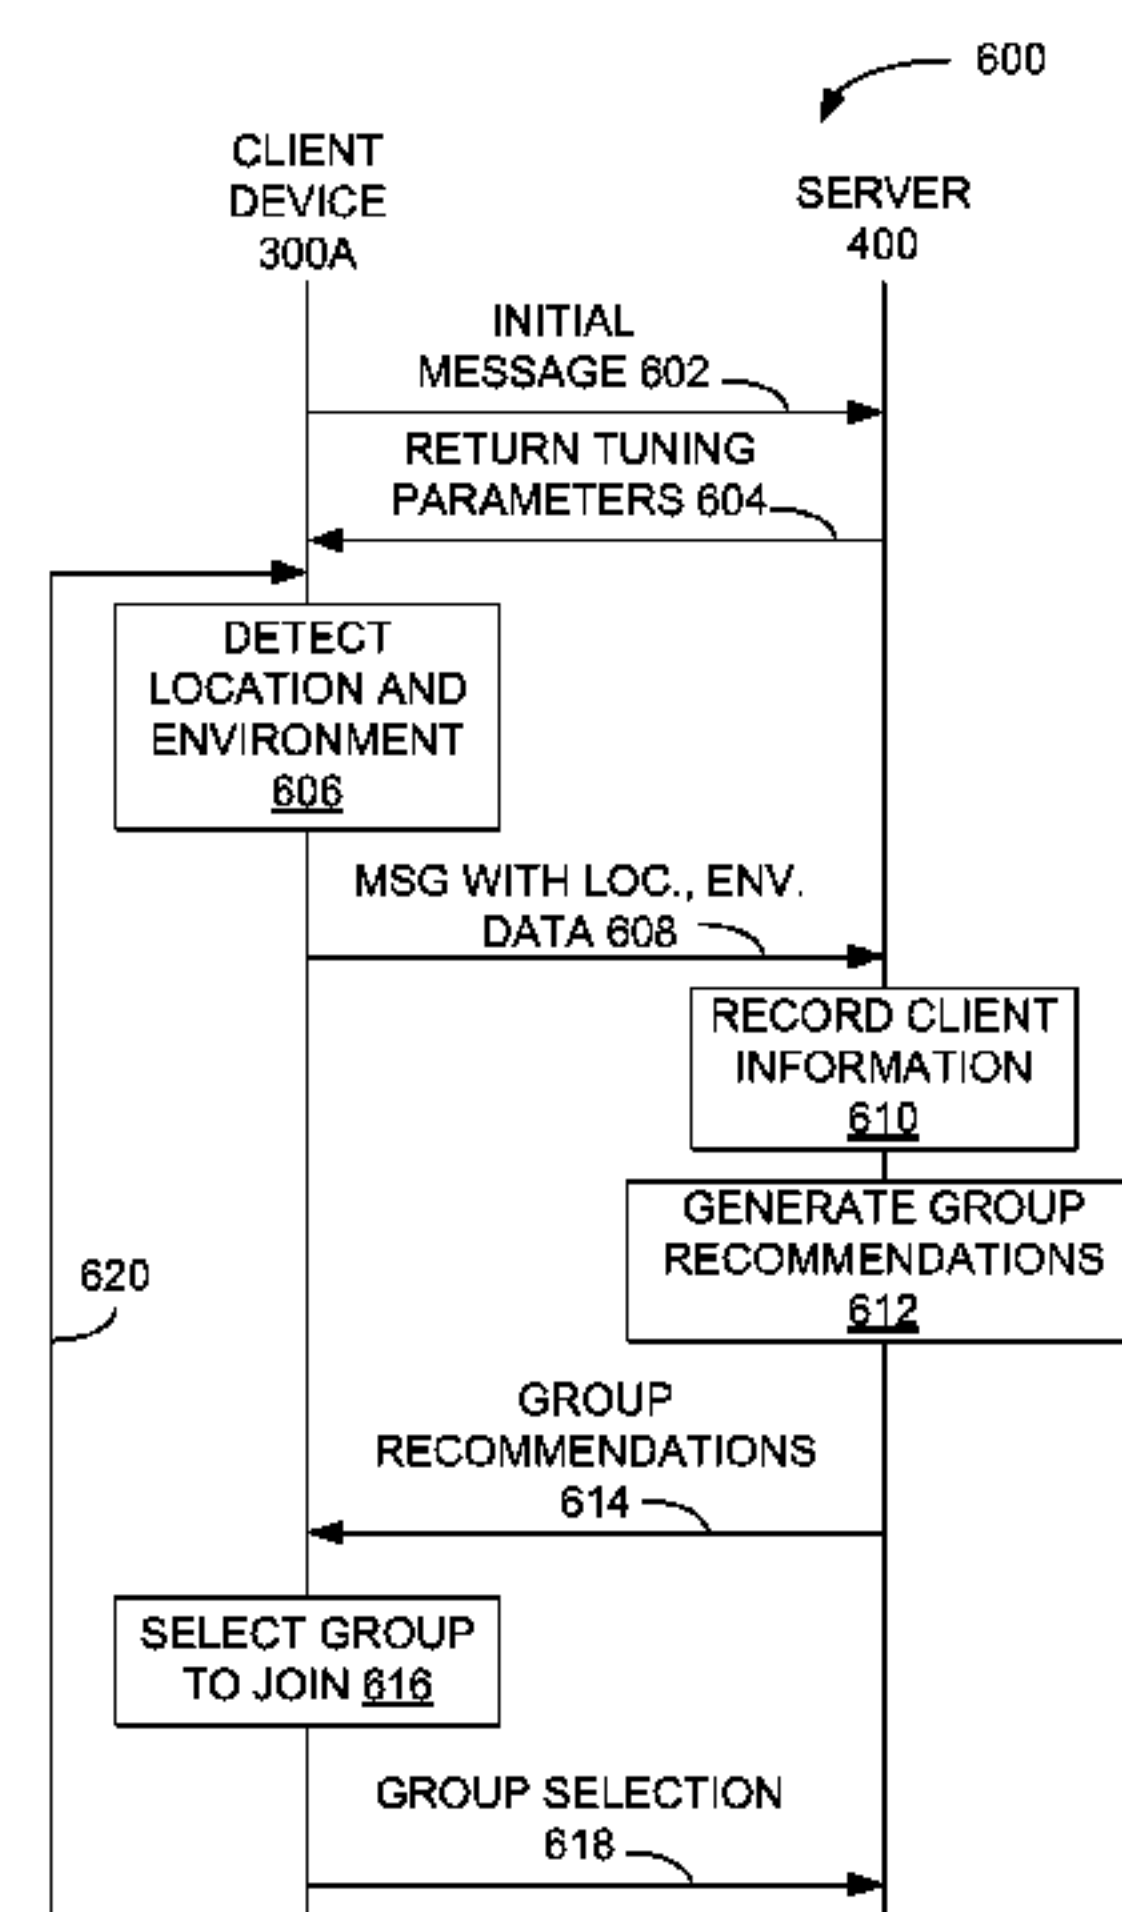 600
CLIENT
DEVICE
300A
SERVER
400
INITIAL
MESSAGE 602
RETURN TUNING
PARAMETERS 604
DETECT
LOCATION AND
ENVIRONMENT
606
MSG WITH LOC., ENV.
DATA 608
RECORD CLIENT
INFORMATION
610
GENERATE GROUP
RECOMMENDATIONS
612
620
GROUP
RECOMMENDATIONS
614
SELECT GROUP
TO JOIN 616
GROUP SELECTION
618